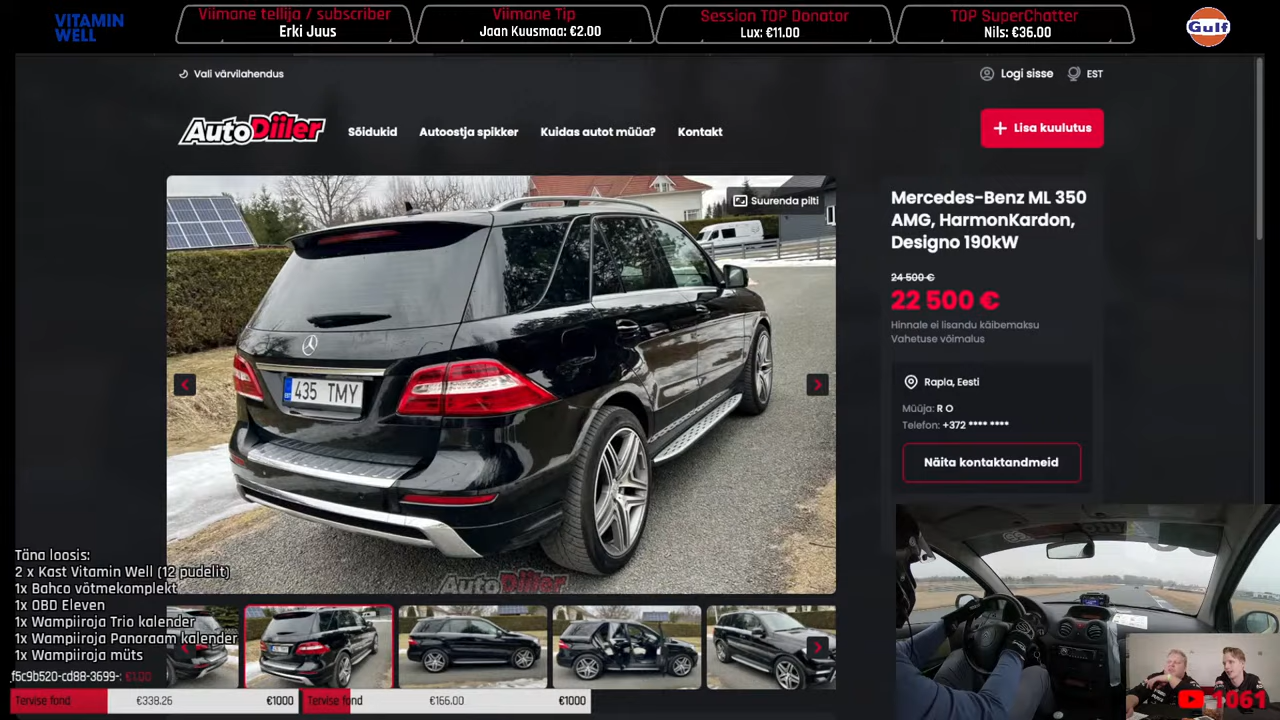 VITAMIN
WELL
Viimane tellija / subscriber
Erki Juus
Viimane Tip
Jaan Kuusmaa: €2.00
Session TOP Donator
Lux: €11.00
TOP SuperChatter
Nils: €36.00
Gulf
Vali värvilahendus
Logi sisse
EST
AutoDiiler
Sõidukid
Autoostja spikker
Kuidas autot müüa?
Kontakt
Lisa kuulutus
Suurenda pilti
435 TMY
AutoDiiler
Mercedes-Benz ML 350
AMG, HarmonKardon,
Designo 190kW
24 500 €
22 500 €
Hinnale ei lisandu käibemaksu
Vahetuse võimalus
Rapla, Eesti
Müüja: R O
Telefon: +372 **** ****
Näita kontaktandmeid
Täna loosis:
2 x Kast Vitamin Well (12 pudelit)
1x Bahco võtmekomplekt
1x OBD Eleven
1x Wampiiroja Trio kalender
1x Wampiiroja Panoraam kalender
1x Wampiiroja müts
f5c9b520-cd88-3699-: €1.00
Tervise fond €338.26 €1000
Tervise fond €166.00 €1000
1061